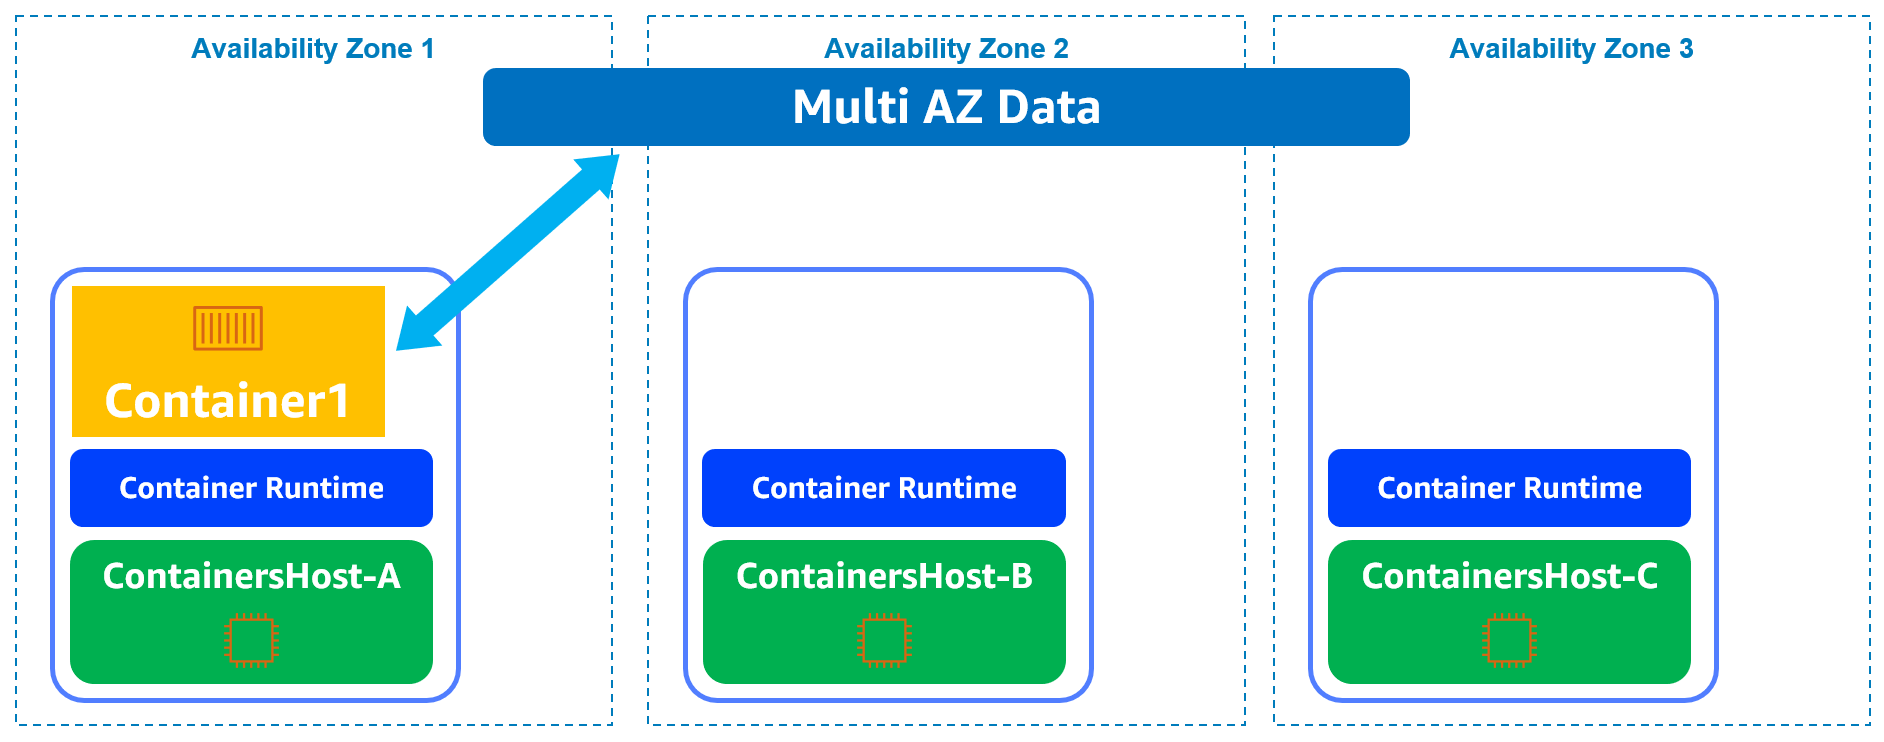 Availability Zone 1
Availability Zone 2
Availability Zone 3
Multi AZ Data
Container1
Container Runtime
Container Runtime
Container Runtime
ContainersHost-A
ContainersHost-B
ContainersHost-C